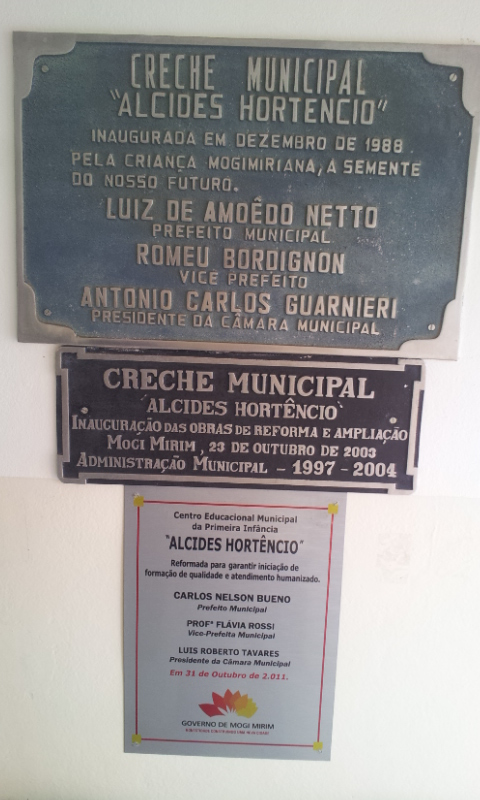 CRECHE MUNICIPAL
"ALCIDES HORTENCIO"
INAUGURADA EM DEZEMBRO DE 1988.
PELA CRIANÇA MOGIMIRIANA, A SEMENTE
DO NOSSO FUTURO.
LUIZ DE AMOÊDO NETTO
PREFEITO MUNICIPAL
ROMEU BORDIGNON
VICE PREFEITO
ANTONIO CARLOS GUARNIERI
PRESIDENTE DA CÂMARA MUNICIPAL
CRECHE MUNICIPAL
"ALCIDES HORTÊNCIO"
INAUGURAÇÃO DAS OBRAS DE REFORMA E AMPLIAÇÃO
MOGI MIRIM, 23 DE OUTUBRO DE 2003
ADMINISTRAÇÃO MUNICIPAL - 1997 - 2004
Centro Educacional Municipal
da Primeira Infância
"ALCIDES HORTÊNCIO"
Reformada para garantir iniciação de
formação de qualidade e atendimento humanizado.
CARLOS NELSON BUENO
Prefeito Municipal
PROFª FLÁVIA ROSSI
Vice-Prefeita Municipal
LUIS ROBERTO TAVARES
Presidente da Câmara Municipal
Em 31 de Outubro de 2.011.
GOVERNO DE MOGI MIRIM